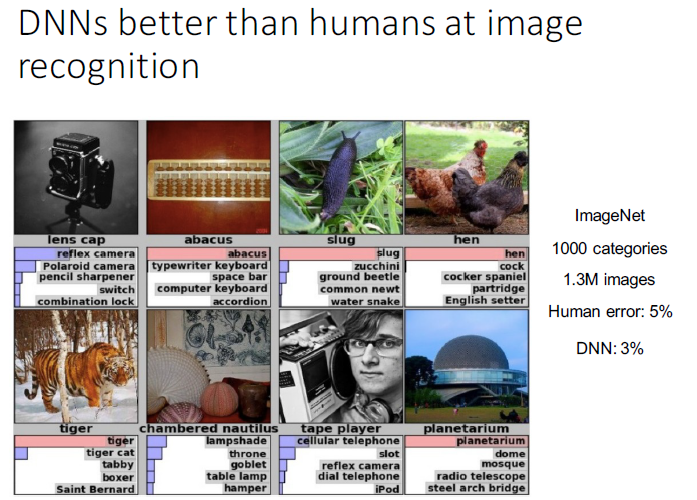 DNNs better than humans at image
recognition
lens cap
abacus
slug
hen
reflex camera
Polaroid camera
pencil sharpener
switch
combination lock
abacus
typewriter keyboard
space bar
computer keyboard
accordion
slug
zucchini
ground beetle
common newt
water snake
hen
cock
cocker spaniel
partridge
English setter
tiger
chambered nautilus
tape player
planetarium
tiger
tiger cat
tabby
boxer
Saint Bernard
lampshade
throne
goblet
table lamp
hamper
cellular telephone
slot
reflex camera
dial telephone
iPod
planetarium
dome
mosque
radio telescope
steel arch bridge
ImageNet
1000 categories
1.3M images
Human error: 5%
DNN: 3%